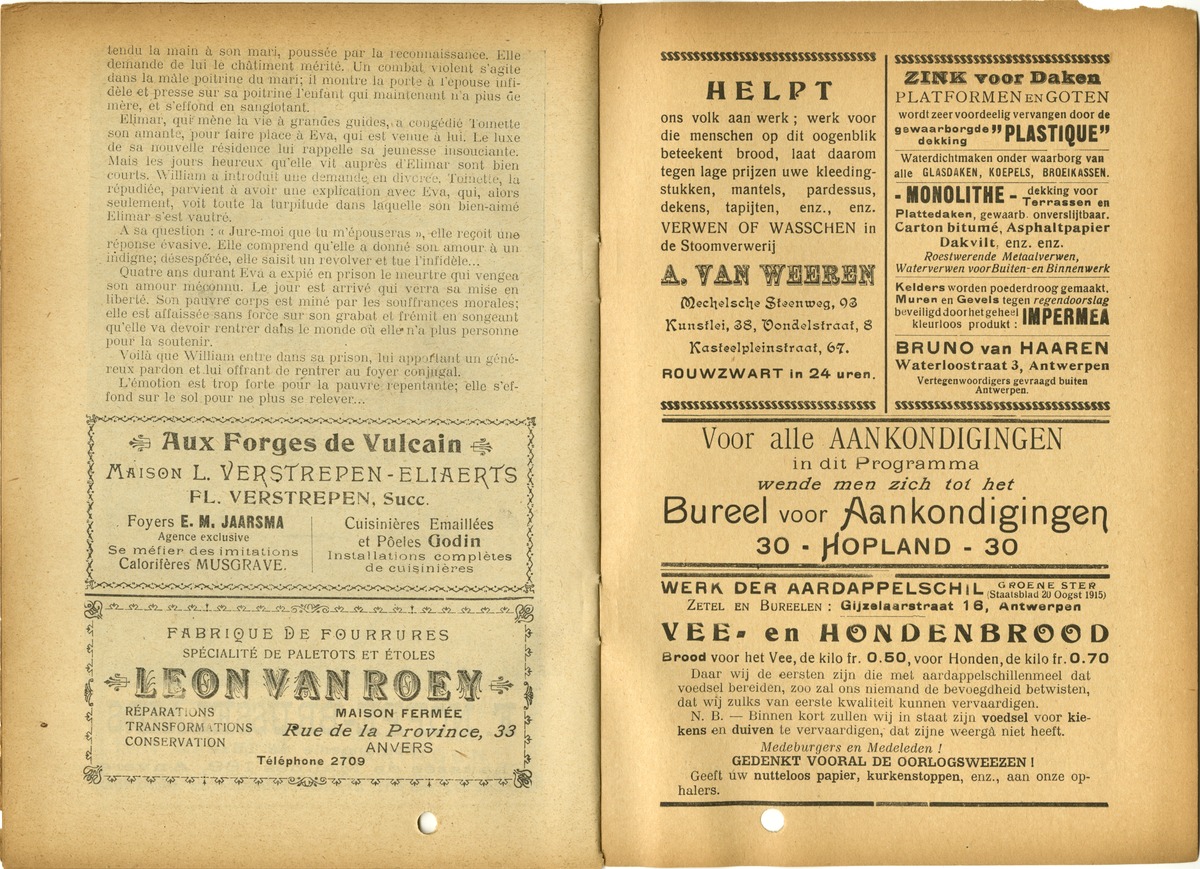 tendu la main à son mari, poussée par la reconnaissance. Elle
demande de lui le châtiment mérité. Un combat violent s'agite
dans la mâle poitrine du mari; il montre la porte à l'épouse infi-
dèle et presse sur sa poitrine l'enfant qui maintenant n'a plus de
mère, et s'effond en sanglotant.
Elimar, qui mène la vie à grandes guides, a congédié Tomette
son amante, pour faire place à Eva, qui est venue à lui. Le luxe
de sa nouvelle résidence lui rappelle sa jeunesse insouciante.
Mais les jours heureux qu'elle vit auprès d'Elimar sont bien
courts. William a introduit une demande en divorce. Tomette, la
répudiée, parvient à avoir une explication avec Eva, qui, alors
seulement, voit toute la turpitude dans laquelle son bien-aimé
Elimar s'est vautré.
A sa question : « Jure-moi que tu m'épouseras », elle reçoit une
réponse évasive. Elle comprend qu'elle a donné son amour à un
indigne; désespérée, elle saisit un revolver et tue l'infidèle...
Quatre ans durant Eva a expié en prison le meurtre qui vengea
son amour méconnu. Le jour est arrivé qui verra sa mise en
liberté. Son pauvre corps est miné par les souffrances morales;
elle est affaissée sans force sur son grabat et frémit en songeant
qu'elle va devoir rentrer dans le monde où elle n'a plus personne
pour la soutenir.
Voilà que William entre dans sa prison, lui apportant un géné-
reux pardon et lui offrant de rentrer au foyer conjugal.
L'émotion est trop forte pour la pauvre repentante; elle s'ef-
fond sur le sol pour ne plus se relever...
Aux Forges de Vulcain
MAISON L. VERSTREPEN-ELIAERTS
FL. VERSTREPEN, Succ.
Foyers E. M. JAARSMA
Agence exclusive
Se méfier des imitations
Calorifères MUSGRAVE.
Cuisinières Emaillées
et Pôeles Godin
Installations complètes
de cuisinières
FABRIQUE DE FOURRURES
SPÉCIALITÉ DE PALETOTS ET ÉTOLES
LEON VAN ROEY
RÉPARATIONS
TRANSFORMATIONS
CONSERVATION
MAISON FERMÉE
Rue de la Province, 33
ANVERS
Téléphone 2709
HELPT
ons volk aan werk ; werk voor
die menschen op dit oogenblik
beteekent brood, laat daarom
tegen lage prijzen uwe kleeding-
stukken, mantels, pardessus,
dekens, tapijten, enz., enz.
VERWEN OF WASSCHEN in
de Stoomverwerij
A. VAN WEEREN
Mechelsche Steenweg, 93
Kunstlei, 38, Vondelstraat, 8
Kasteelpleinstraat, 67.
ROUWZWART in 24 uren.
ZINK voor Daken
PLATFORMEN EN GOTEN
wordt zeer voordeelig vervangen door de
gewaarborgde dekking "PLASTIQUE"
Waterdichtmaken onder waarborg van
alle GLASDAKEN, KOEPELS, BROEIKASSEN.
- MONOLITHE - dekking voor Terrassen en
Plattedaken, gewaarb. onverslijtbaar.
Carton bitumé, Asphaltpapier
Dakvilt, enz. enz.
Roestwerende Metaalverwen,
Waterverwen voor Buiten- en Binnenwerk
Kelders worden poederdroog gemaakt.
Muren en Gevels tegen regendoorslag
beveiligd door het geheel
kleurloos produkt : IMPERMEA
BRUNO van HAAREN
Waterloostraat 3, Antwerpen
Vertegenwoordigers gevraagd buiten
Antwerpen.
Voor alle AANKONDIGINGEN
in dit Programma
wende men zich tot het
Bureel voor Aankondigingen
30 - HOPLAND - 30
WERK DER AARDAPPELSCHIL GROENE STER (Staatsblad 20 Oogst 1915)
ZETEL EN BUREELEN : Gijzelaarstraat 16, Antwerpen
VEE- en HONDENBROOD
Brood voor het Vee, de kilo fr. 0.50, voor Honden, de kilo fr. 0.70
Daar wij de eersten zijn die met aardappelschillenmeel dat
voedsel bereiden, zoo zal ons niemand de bevoegdheid betwisten,
dat wij zulks van eerste kwaliteit kunnen vervaardigen.
N. B. — Binnen kort zullen wij in staat zijn voedsel voor kie-
kens en duiven te vervaardigen, dat zijne weergâ niet heeft.
Medeburgers en Medeleden !
GEDENKT VOORAL DE OORLOGSWEEZEN !
Geeft uw nutteloos papier, kurkenstoppen, enz., aan onze op-
halers.